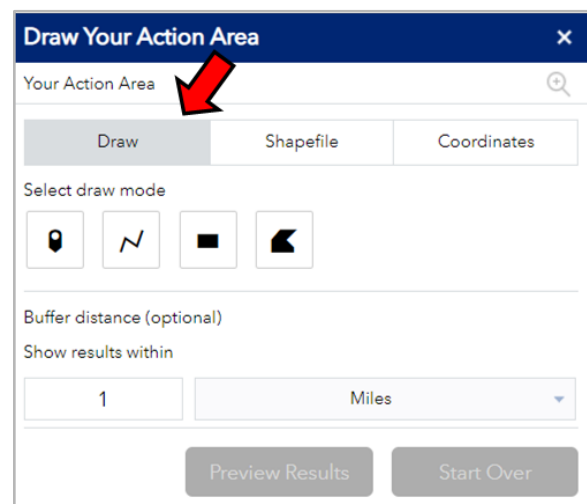 Draw Your Action Area ×
Your Action Area
Draw Shapefile Coordinates
Select draw mode
Buffer distance (optional)
Show results within
1 Miles
Preview Results Start Over